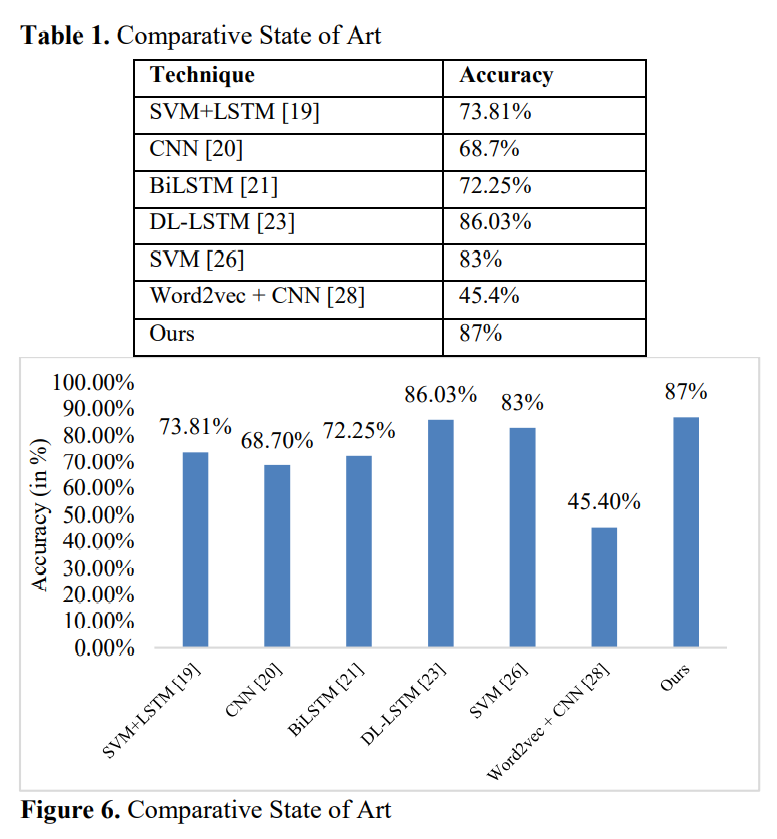 Table 1. Comparative State of Art
Technique Accuracy
SVM+LSTM [19] 73.81%
CNN [20] 68.7%
BiLSTM [21] 72.25%
DL-LSTM [23] 86.03%
SVM [26] 83%
Word2vec + CNN [28] 45.4%
Ours 87%
100.00%
90.00%
80.00%
70.00%
60.00%
50.00%
40.00%
30.00%
20.00%
10.00%
0.00%
Accuracy (in %)
73.81%
68.70%
72.25%
86.03%
83%
45.40%
87%
SVM+LSTM [19]
CNN [20]
BiLSTM [21]
DL-LSTM [23]
SVM [26]
Word2vec + CNN [28]
Ours
Figure 6. Comparative State of Art